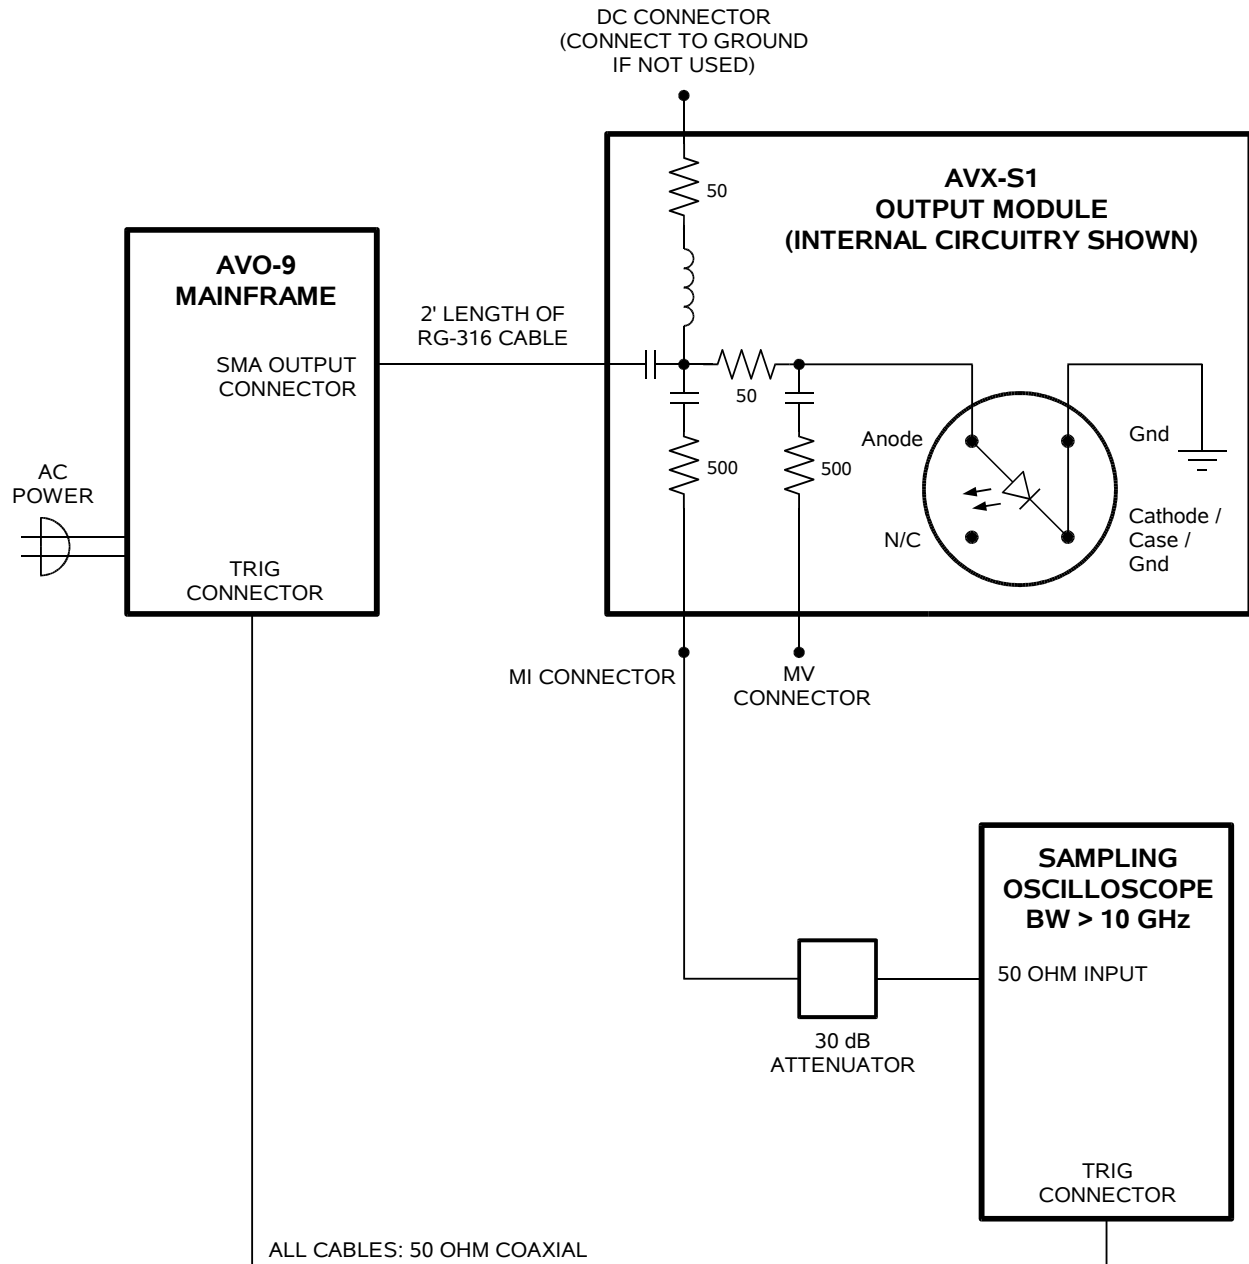 DC CONNECTOR
(CONNECT TO GROUND
IF NOT USED)
50
AVX-S1
OUTPUT MODULE
(INTERNAL CIRCUITRY SHOWN)
AVO-9
MAINFRAME
2' LENGTH OF
RG-316 CABLE
SMA OUTPUT
CONNECTOR
50
500
500
Anode
Gnd
N/C
Cathode /
Case /
Gnd
AC
POWER
TRIG
CONNECTOR
MI CONNECTOR
MV
CONNECTOR
SAMPLING
OSCILLOSCOPE
BW > 10 GHz
50 OHM INPUT
30 dB
ATTENUATOR
TRIG
CONNECTOR
ALL CABLES: 50 OHM COAXIAL